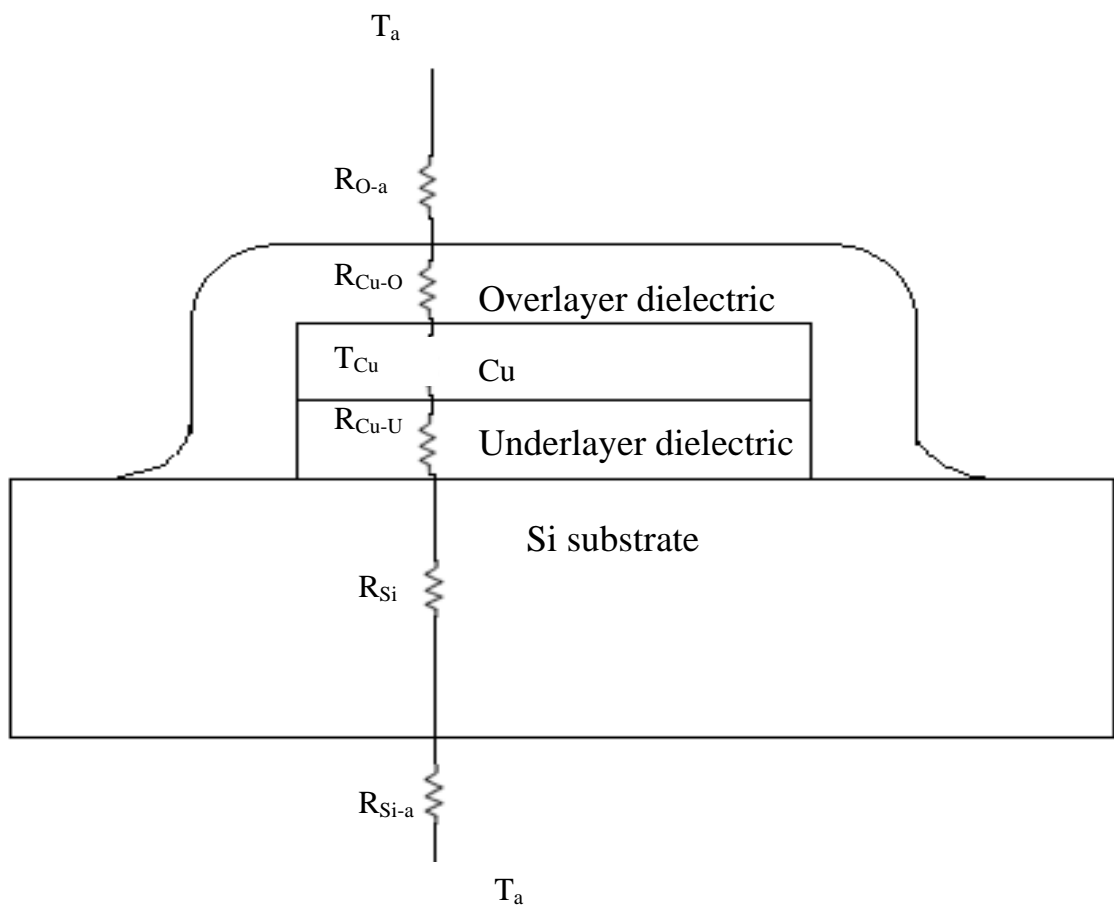 Ta
RO-a
RCu-O
Overlayer dielectric
TCu
Cu
RCu-U
Underlayer dielectric
Si substrate
RSi
RSi-a
Ta